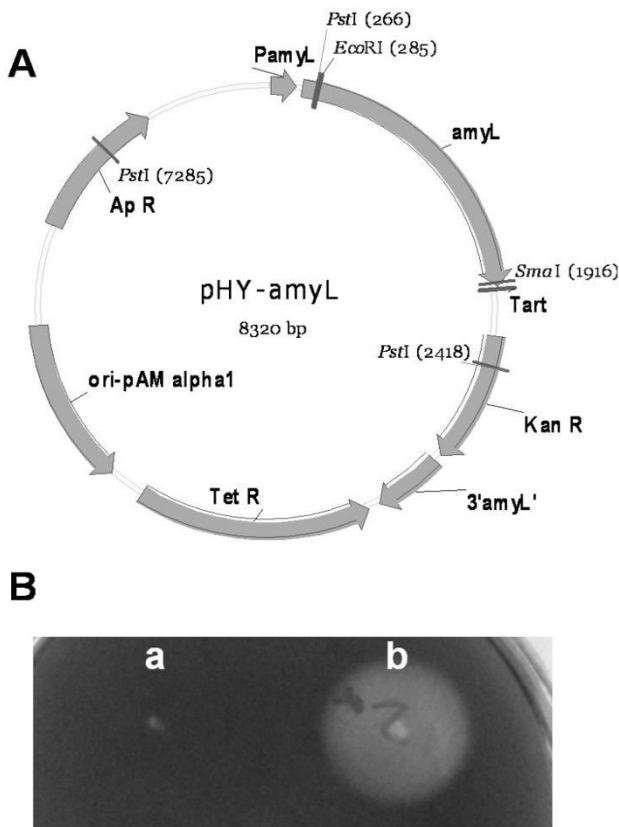 A
PstI (266)
EcoRI (285)
PamyL
amyL
PstI (7285)
Ap R
SmaI (1916)
Tart
pHY-amyL
8320 bp
PstI (2418)
ori-pAM alpha1
Kan R
Tet R
3'amyL'
B
a
b